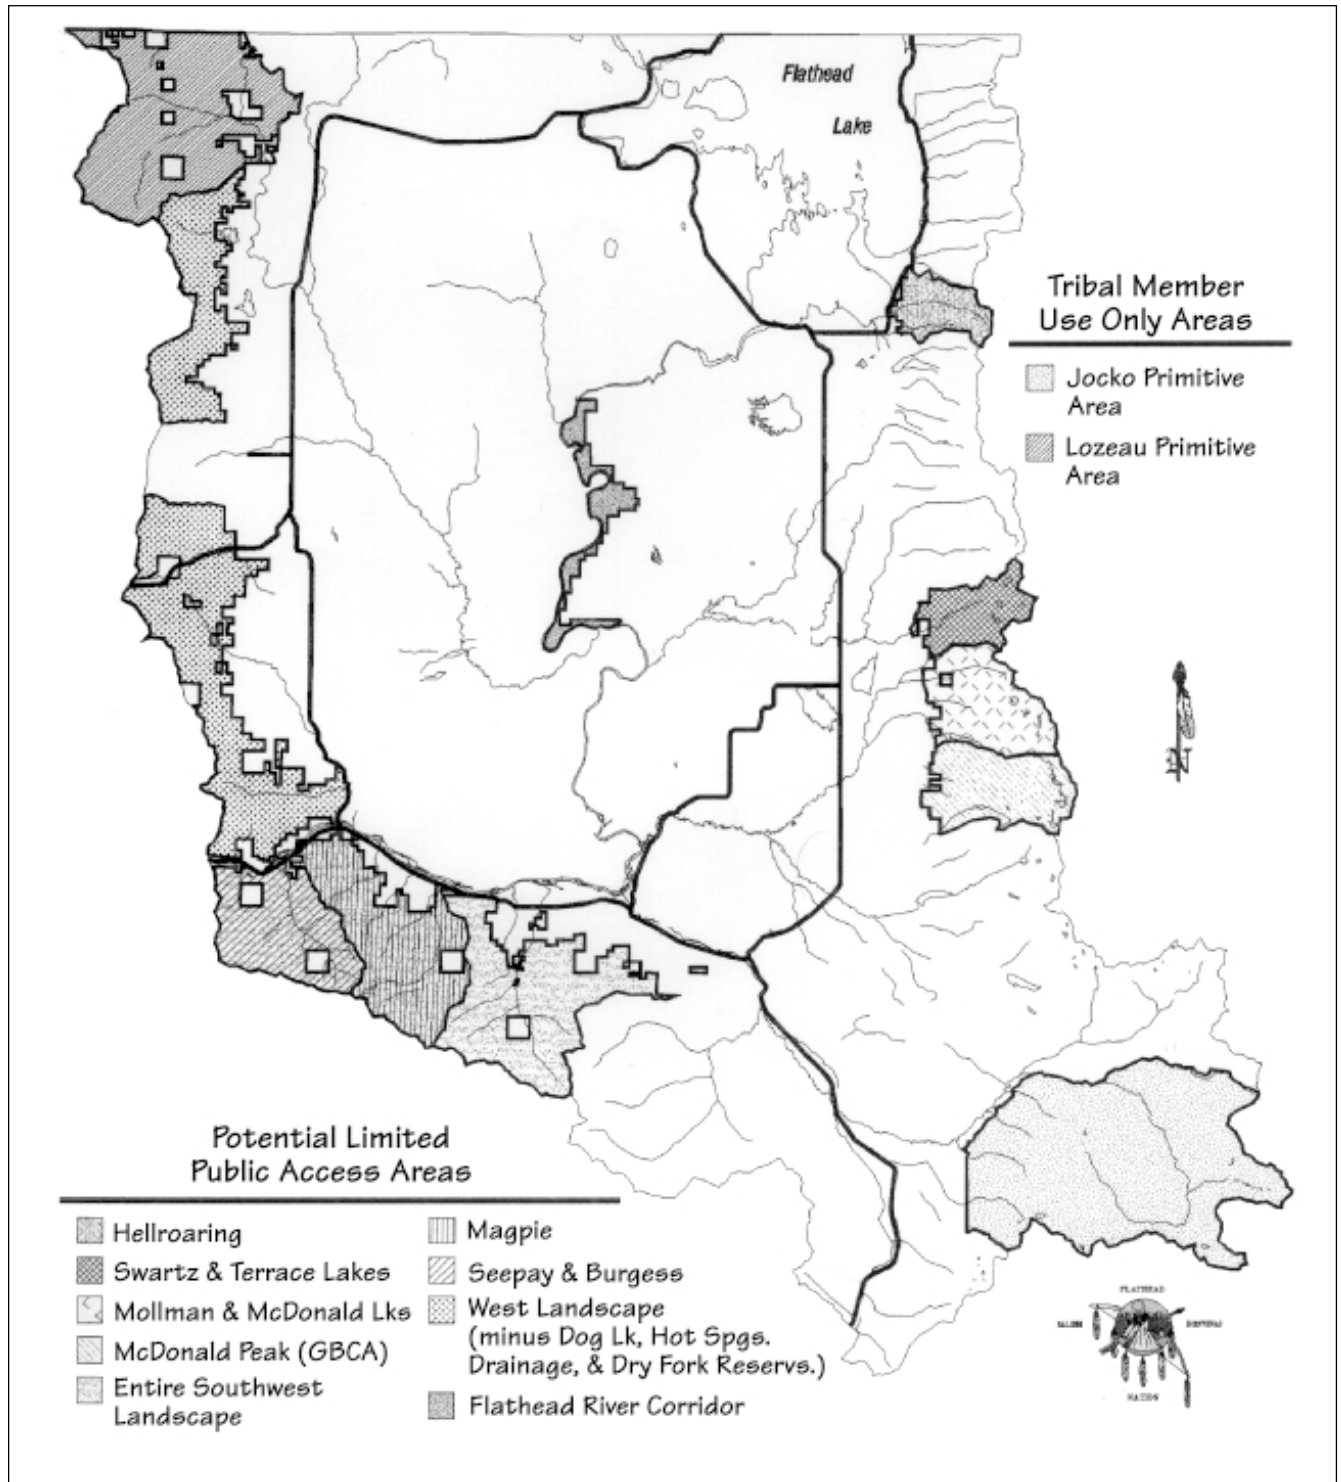 Flathead
Lake
Tribal Member
Use Only Areas
Jocko Primitive
Area
Lozeau Primitive
Area
N
Potential Limited
Public Access Areas
Hellroaring
Swartz & Terrace Lakes
Mollman & McDonald Lks
McDonald Peak (GBCA)
Entire Southwest
Landscape
Magpie
Seepay & Burgess
West Landscape
(minus Dog Lk, Hot Spgs.
Drainage, & Dry Fork Reservs.)
Flathead River Corridor
FLATHEAD
NATION